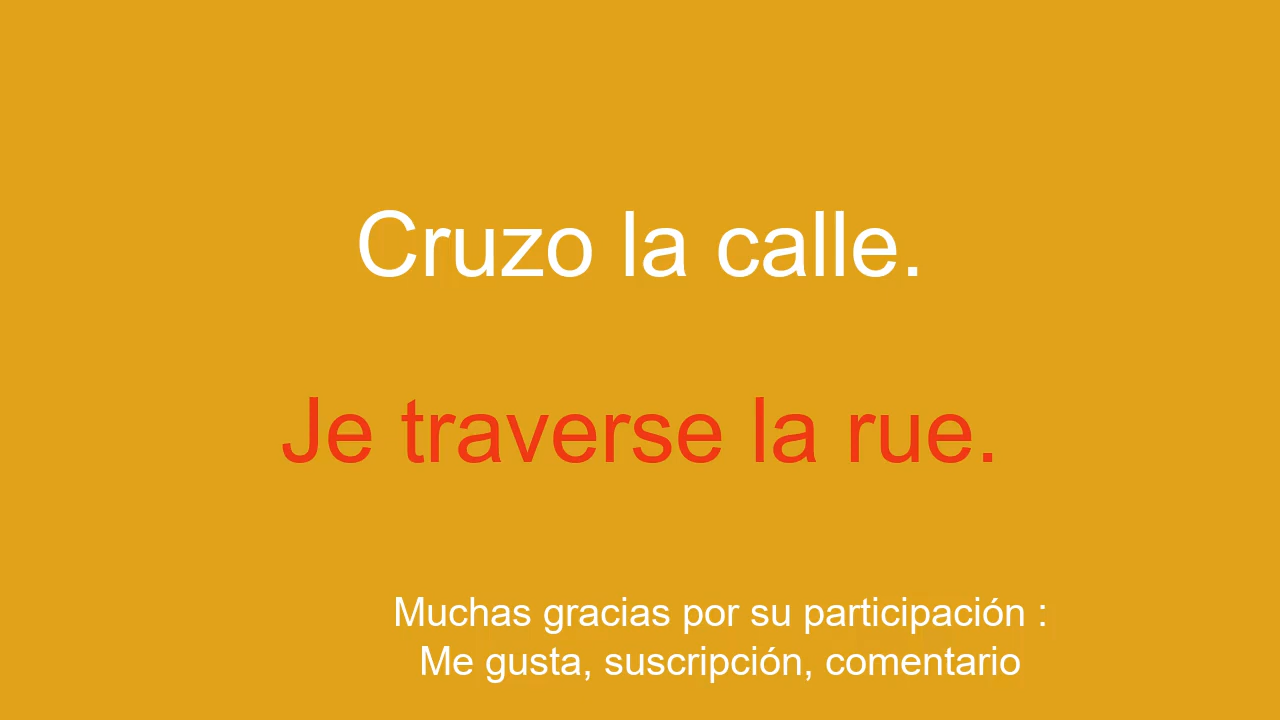 Cruzo la calle.
Je traverse la rue.
Muchas gracias por su participación :
Me gusta, suscripción, comentario